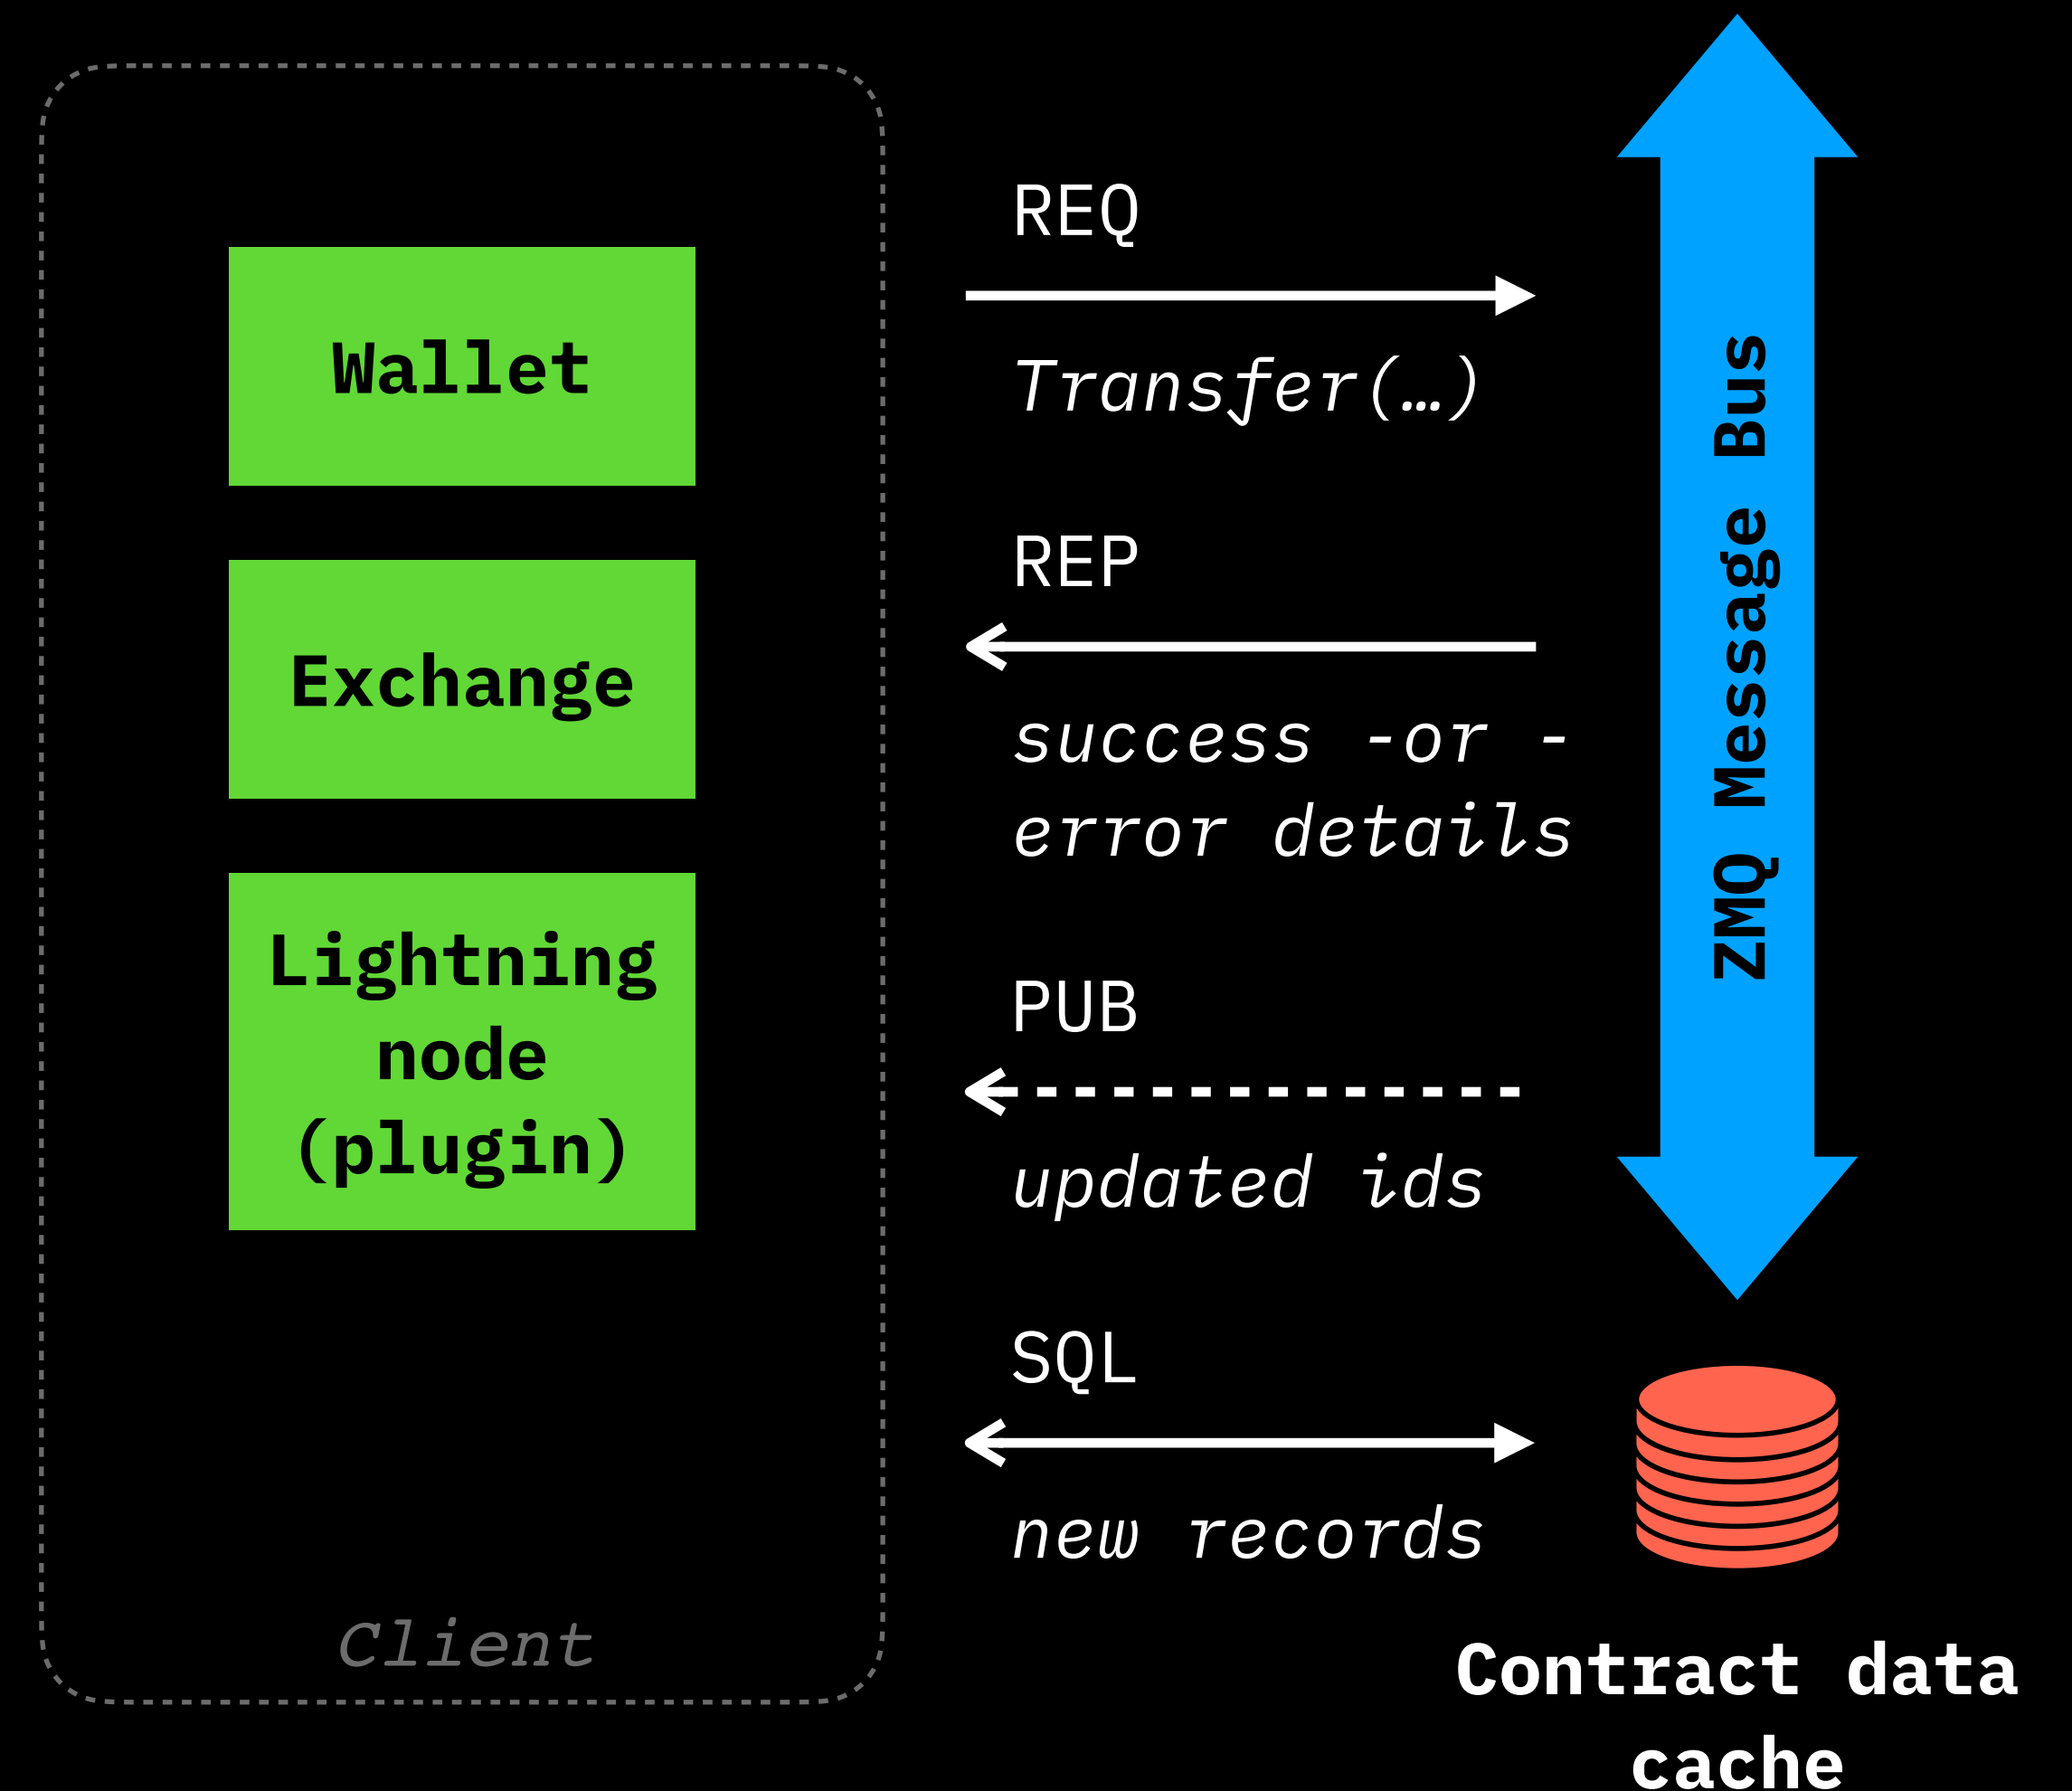 Wallet
Exchange
Lightning
node
(plugin)
Client
REQ
Transfer(…)
REP
success -or -
error details
PUB
updated ids
SQL
new records
ZMQ Message Bus
Contract data
cache